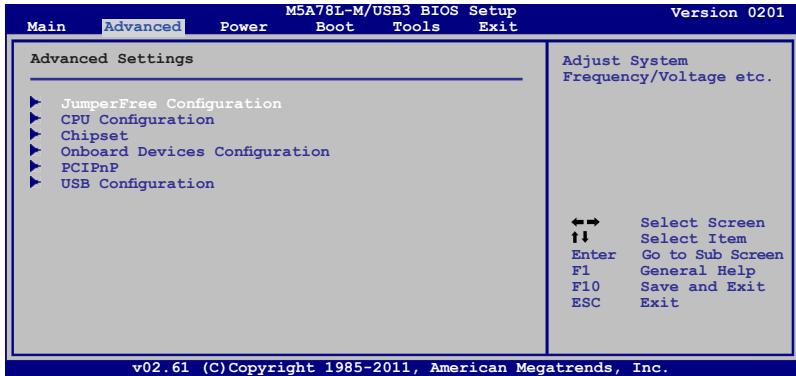 M5A78L-M/USB3 BIOS Setup Version 0201
Main Advanced Power Boot Tools Exit
Advanced Settings
JumperFree Configuration
CPU Configuration
Chipset
Onboard Devices Configuration
PCIPnP
USB Configuration
Adjust System
Frequency/Voltage etc.
←→ Select Screen
↑↓ Select Item
Enter Go to Sub Screen
F1 General Help
F10 Save and Exit
ESC Exit
v02.61 (C)Copyright 1985-2011, American Megatrends, Inc.